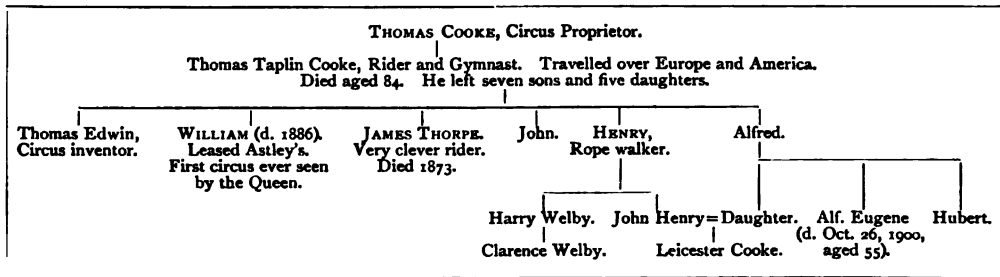 THOMAS COOKE, Circus Proprietor.
Thomas Taplin Cooke, Rider and Gymnast. Travelled over Europe and America.
Died aged 84. He left seven sons and five daughters.
Thomas Edwin,
Circus inventor.
WILLIAM (d. 1886).
Leased Astley's.
First circus ever seen
by the Queen.
JAMES THORPE.
Very clever rider.
Died 1873.
John.
HENRY,
Rope walker.
Alfred.
Harry Welby.
John Henry=Daughter.
Alf. Eugene
(d. Oct. 26, 1900,
aged 55).
Hubert.
Clarence Welby.
Leicester Cooke.